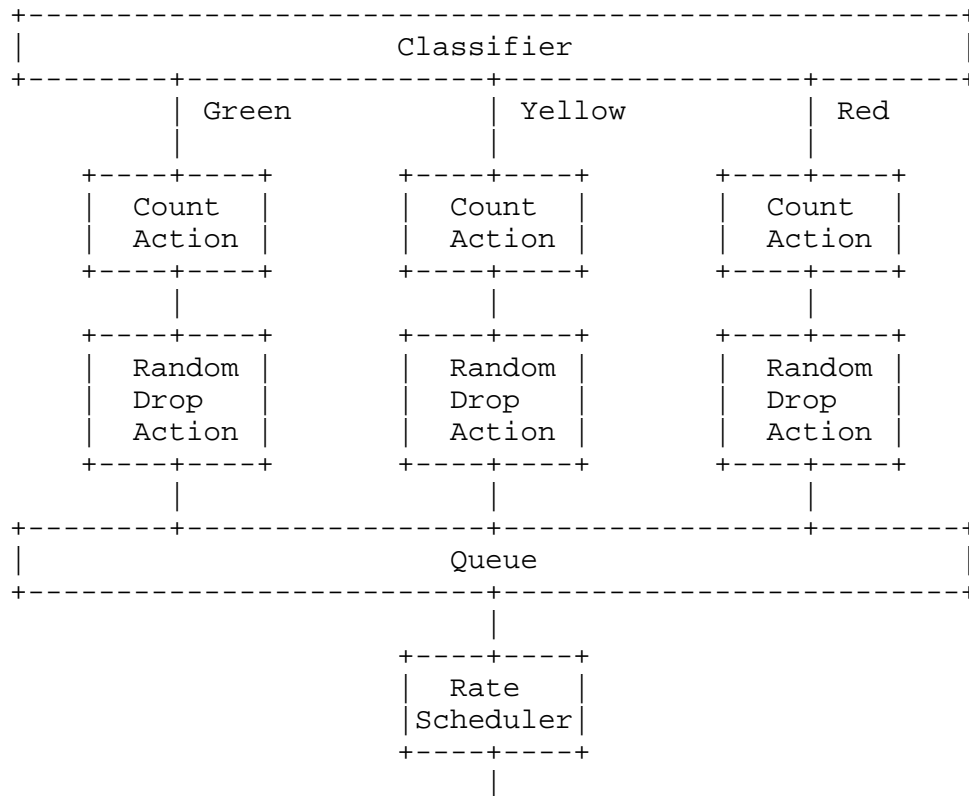 Classifier
Green Yellow Red
Count Count Count
Action Action Action
Random Random Random
Drop Drop Drop
Action Action Action
Queue
Rate
Scheduler